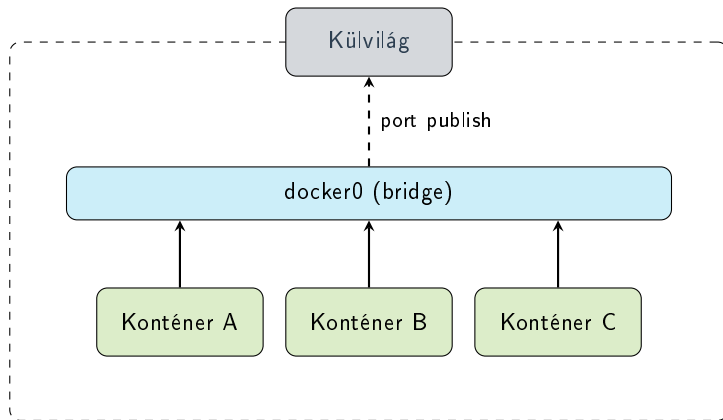 Külvilág
port publish
docker0 (bridge)
Konténer A
Konténer B
Konténer C